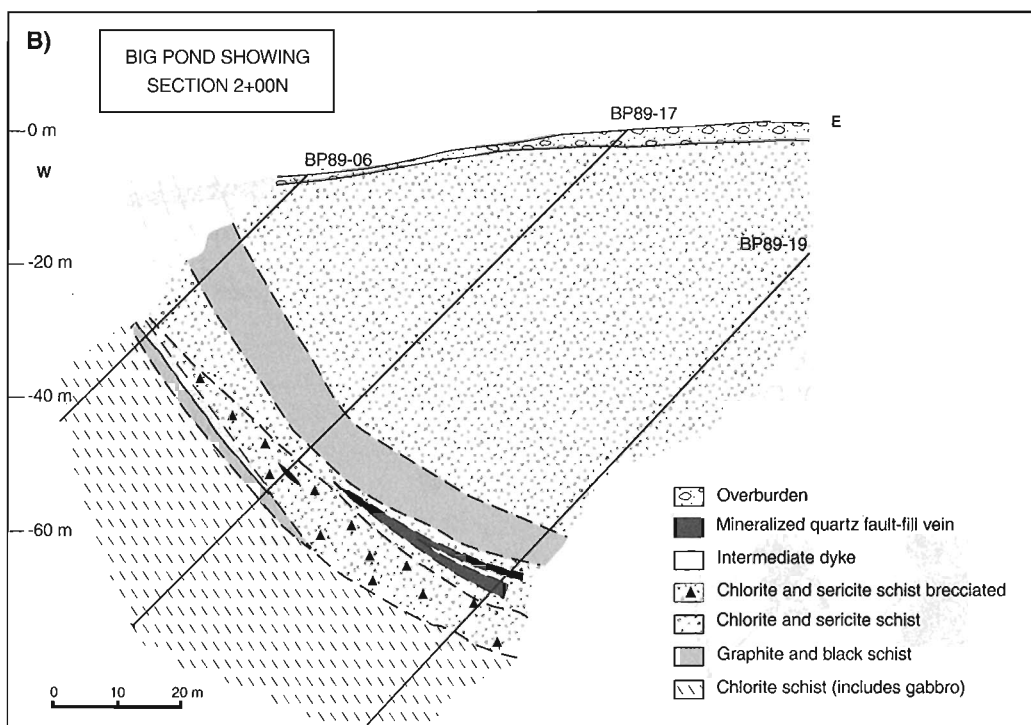 B)
BIG POND SHOWING
SECTION 2+00N
0 m
W
BP89-06
BP89-17
E
-20 m
BP89-19
-40 m
-60 m
Overburden
Mineralized quartz fault-fill vein
Intermediate dyke
Chlorite and sericite schist brecciated
Chlorite and sericite schist
Graphite and black schist
Chlorite schist (includes gabbro)
0 10 20 m